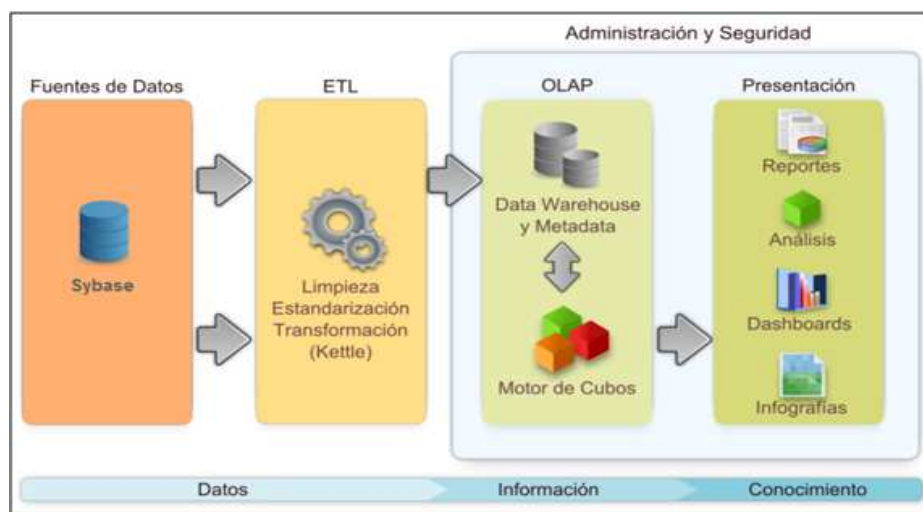 Administración y Seguridad
Fuentes de Datos
ETL
OLAP
Presentación
Sybase
Limpieza
Estandarización
Transformación
(Kettle)
Data Warehouse
y Metadata
Motor de Cubos
Reportes
Análisis
Dashboards
Infografías
Datos
Información
Conocimiento